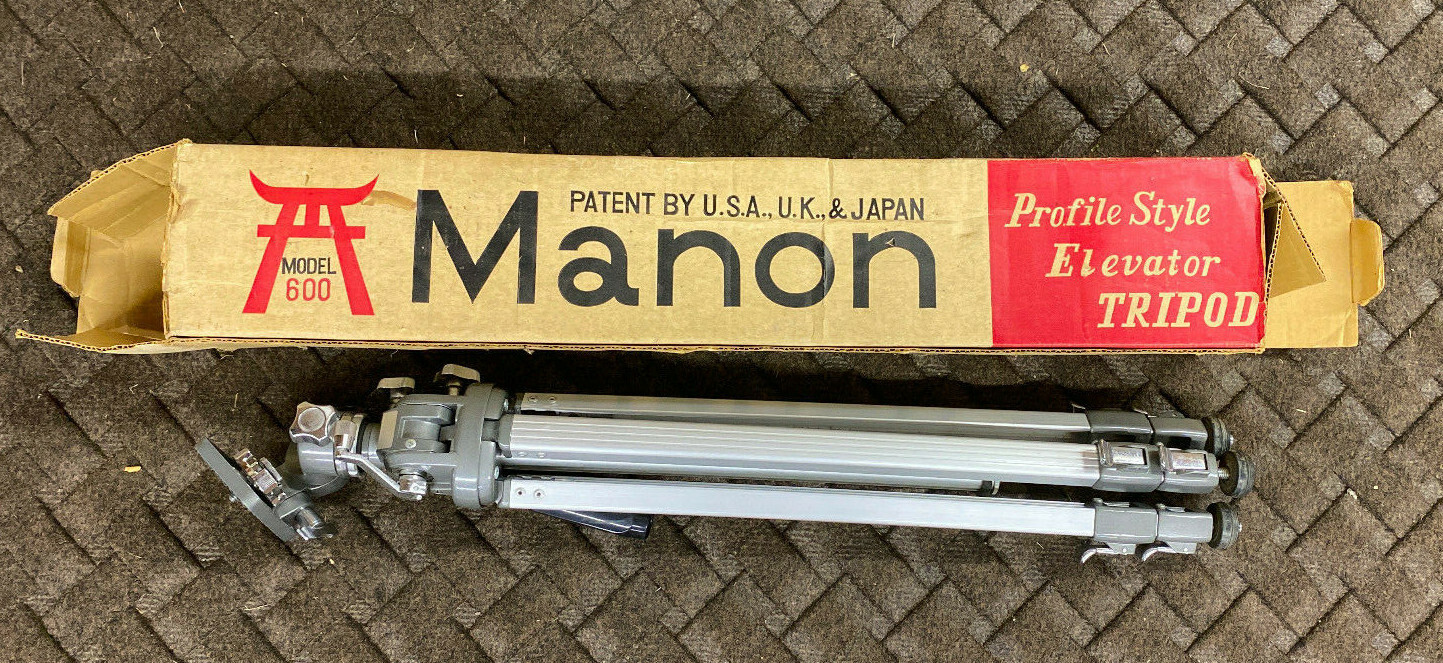 MODEL
600
Manon
PATENT BY U.S.A., U.K., & JAPAN
Profile Style
Elevator
TRIPOD